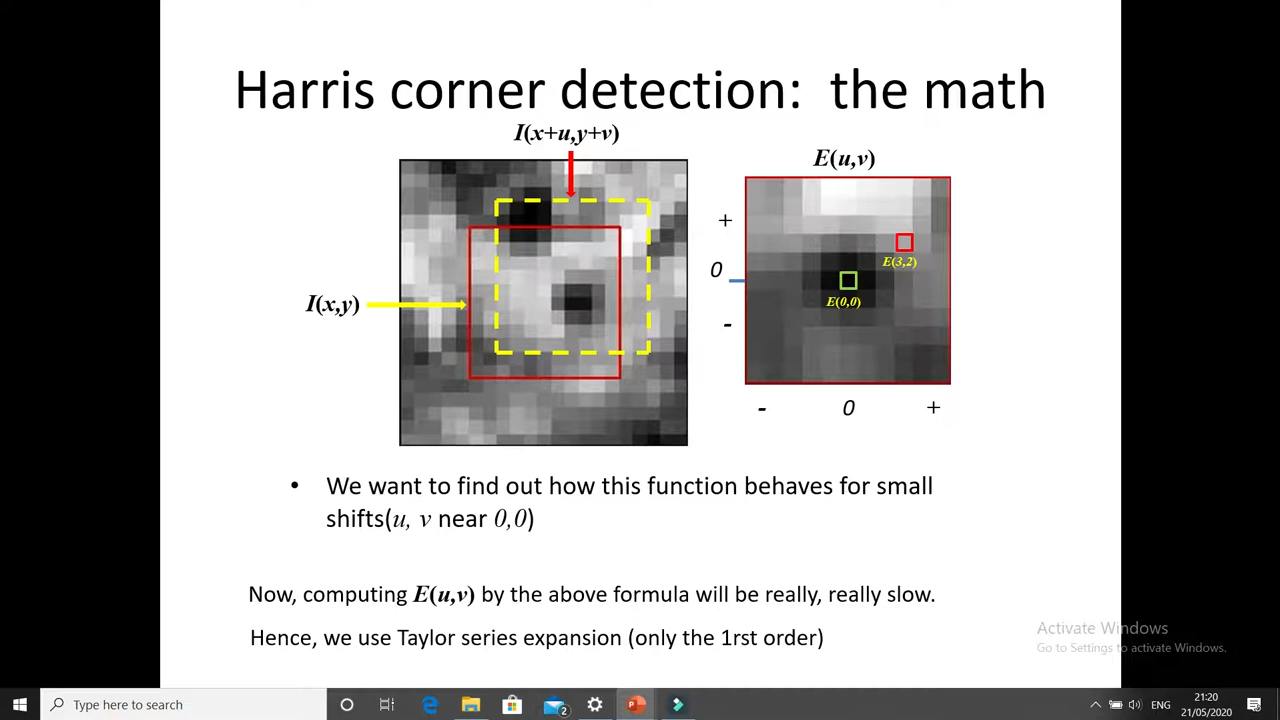 Harris corner detection: the math
I(x+u,y+v)
E(u,v)
+
E(3,2)
0
E(0,0)
I(x,y)
-
- 0 +
• We want to find out how this function behaves for small
shifts(u, v near 0,0)
Now, computing E(u,v) by the above formula will be really, really slow.
Hence, we use Taylor series expansion (only the 1rst order)
Activate Windows
Go to Settings to activate Windows.
Type here to search
2
ENG
21:20
21/05/2020